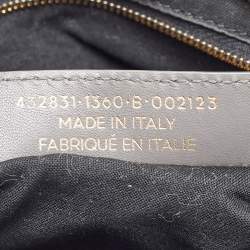 432831·1360·B·002123
MADE IN ITALY
FABRIQUÉ EN ITALIE